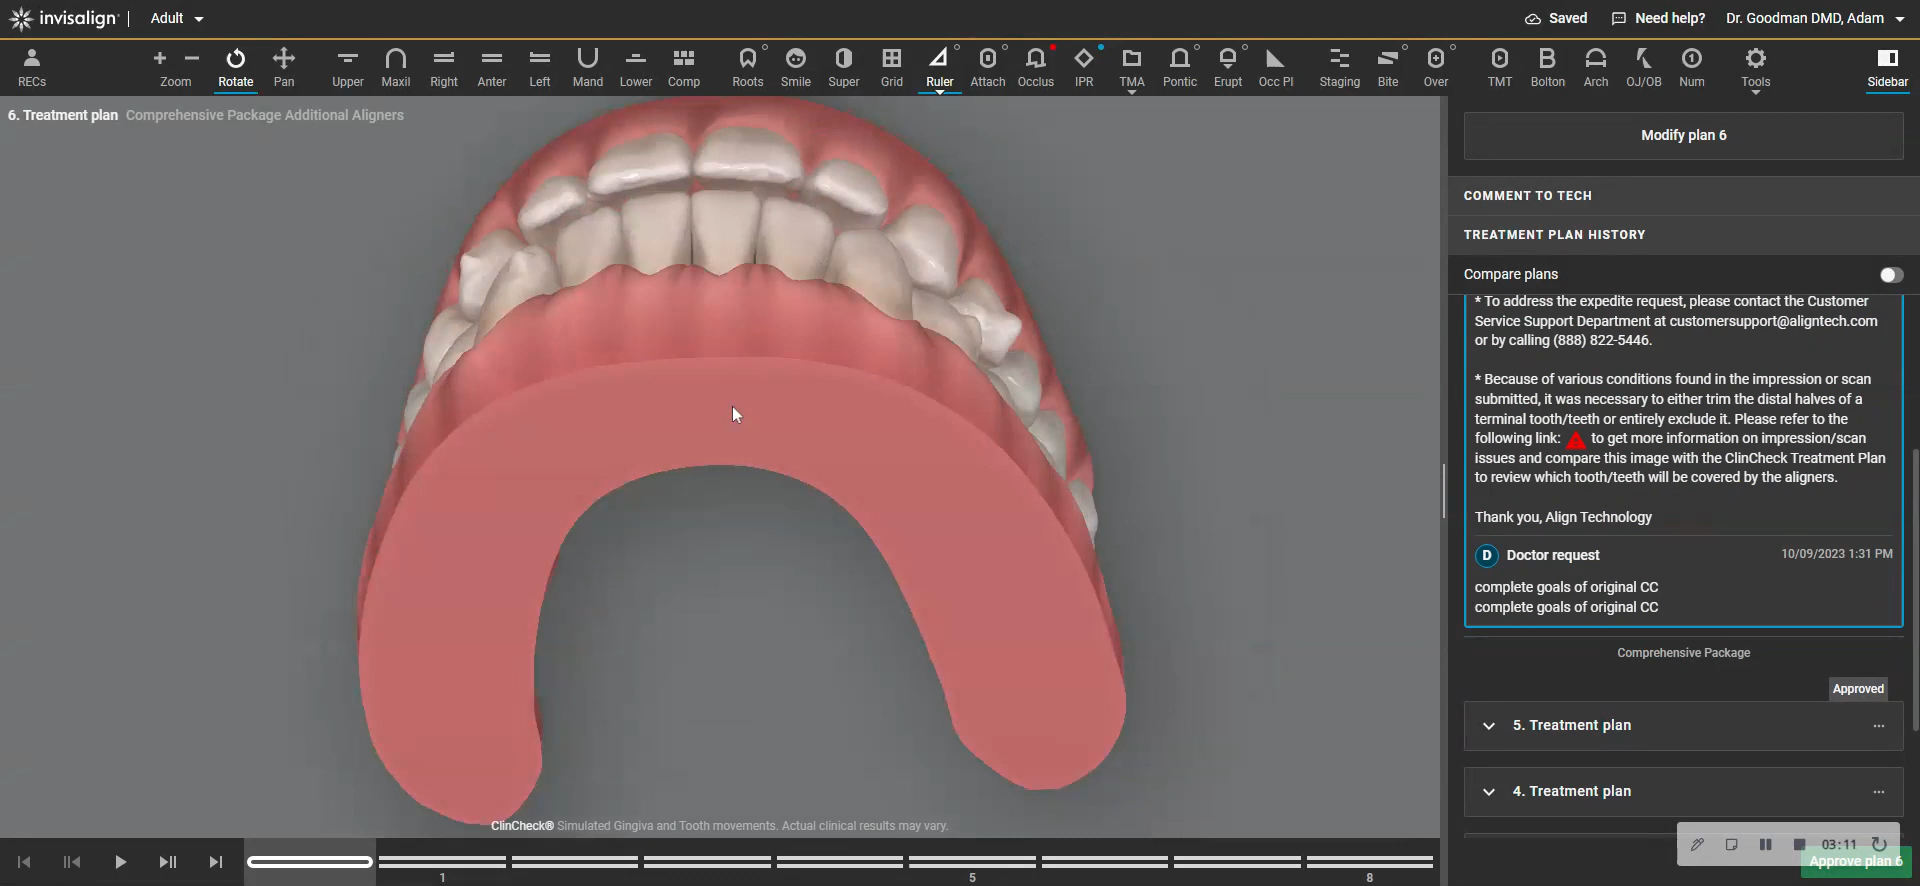 invisalign | Adult
Saved Need help? Dr. Goodman DMD, Adam
RECs Zoom Rotate Pan Upper Maxil Right Anter Left Mand Lower Comp Roots Smile Super Grid Ruler Attach Occlus IPR TMA Pontic Erupt Occ Pl Staging Bite Over TMT Bolton Arch OJ/OB Num Tools Sidebar
6. Treatment plan Comprehensive Package Additional Aligners
Modify plan 6
COMMENT TO TECH
TREATMENT PLAN HISTORY
Compare plans
* To address the expedite request, please contact the Customer
Service Support Department at customersupport@aligntech.com
or by calling (888) 822-5446.
* Because of various conditions found in the impression or scan
submitted, it was necessary to either trim the distal halves of a
terminal tooth/teeth or entirely exclude it. Please refer to the
following link: to get more information on impression/scan
issues and compare this image with the ClinCheck Treatment Plan
to review which tooth/teeth will be covered by the aligners.
Thank you, Align Technology
D Doctor request 10/09/2023 1:31 PM
complete goals of original CC
complete goals of original CC
Comprehensive Package
Approved
5. Treatment plan
4. Treatment plan
ClinCheck® Simulated Gingiva and Tooth movements. Actual clinical results may vary.
03:11
Approve plan 6
1 5 8